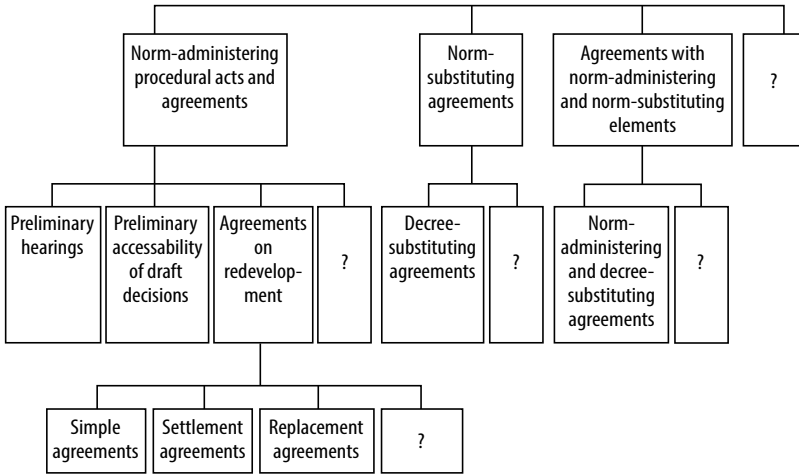 Norm-administering
procedural acts and
agreements
Norm-
substituting
agreements
Agreements with
norm-administering
and norm-substituting
elements
?
Preliminary
hearings
Preliminary
accessability
of draft
decisions
Agreements
on
redevelop-
ment
?
Decree-
substituting
agreements
?
Norm-
administering
and decree-
substituting
agreements
?
Simple
agreements
Settlement
agreements
Replacement
agreements
?